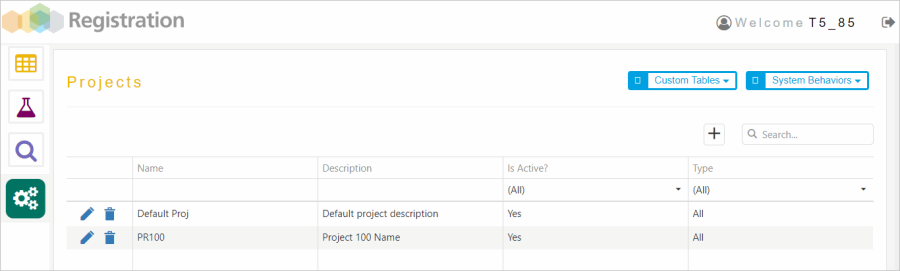 Registration
Welcome T5_85
Projects
Custom Tables
System Behaviors
Search...
Name Description Is Active? Type
(All) (All)
Default Proj Default project description Yes All
PR100 Project 100 Name Yes All